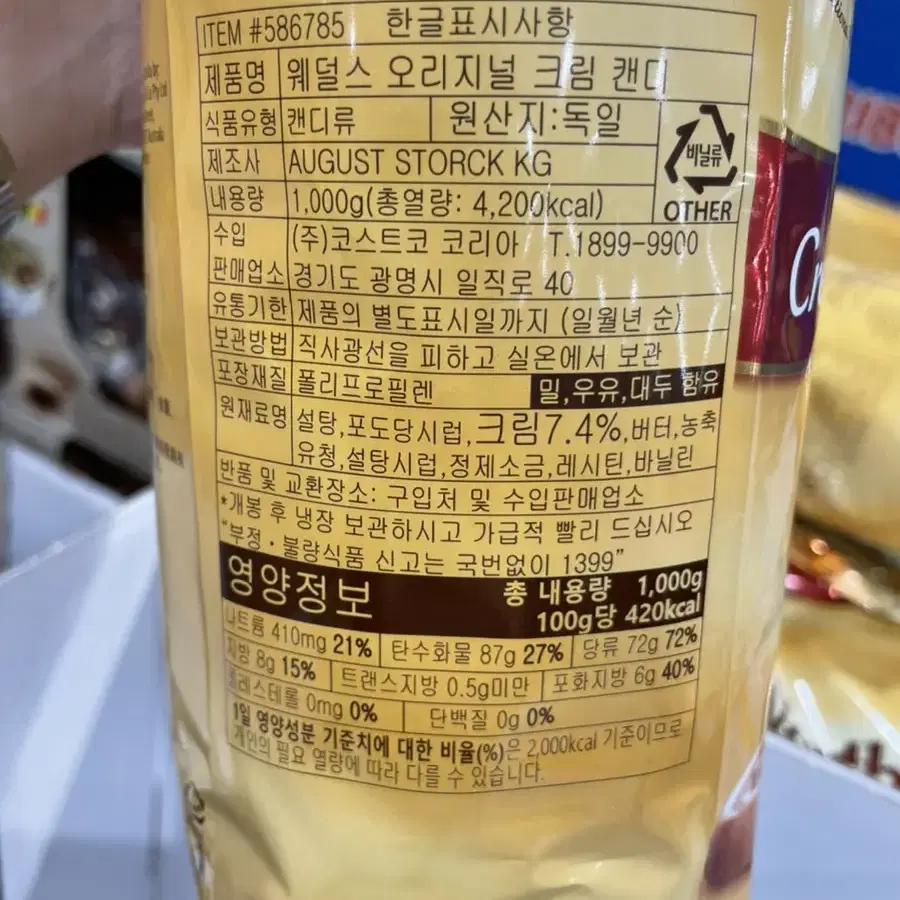 ITEM #586785 한글표시사항
제품명 웨덜스 오리지널 크림 캔디
식품유형 캔디류 원산지:독일
제조사 AUGUST STORCK KG
비닐류
OTHER
내용량 1,000g(총열량: 4,200kcal)
수입 (주)코스트코 코리아 T.1899-9900
판매업소 경기도 광명시 일직로 40
유통기한 제품의 별도표시일까지 (일월년 순)
보관방법 직사광선을 피하고 실온에서 보관
포장재질 폴리프로필렌 밀,우유,대두 함유
원재료명 설탕,포도당시럽,크림7.4%,버터,농축
유청,설탕시럽,정제소금,레시틴,바닐린
반품 및 교환장소: 구입처 및 수입판매업소
*개봉 후 냉장 보관하시고 가급적 빨리 드십시오
"부정·불량식품 신고는 국번없이 1399"
영양정보 총 내용량 1,000g
100g당 420kcal
나트륨 410mg 21% 탄수화물 87g 27% 당류 72g 72%
지방 8g 15% 트랜스지방 0.5g미만 포화지방 6g 40%
콜레스테롤 0mg 0% 단백질 0g 0%
1일 영양성분 기준치에 대한 비율(%)은 2,000kcal 기준이므로
개인의 필요 열량에 따라 다를 수 있습니다.